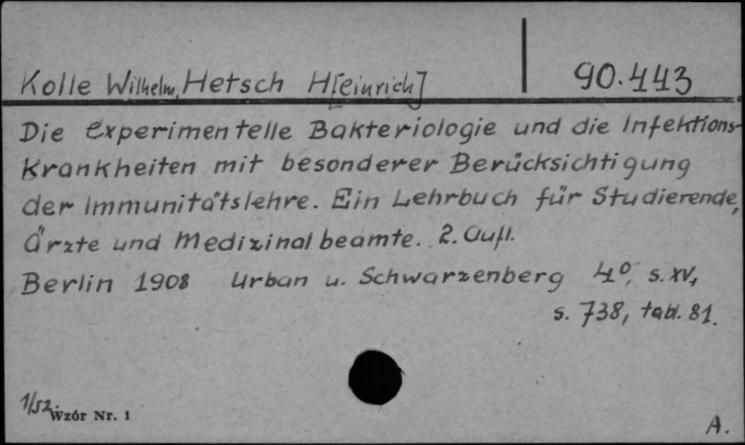 Kolle Wilhelm, Hetsch H[einrich] 90.443
Die Experimentelle Bakteriologie und die Infektions-
krankheiten mit besonderer Berücksichtigung
der Immunitätslehre. Ein Lehrbuch für Studierende,
Ärzte und Medizinalbeamte. 2. Aufl.
Berlin 1908 Urban u. Schwarzenberg 4°, s. XV,
s. 738, tabl. 81.
1/52.
Wzór Nr. 1
A.